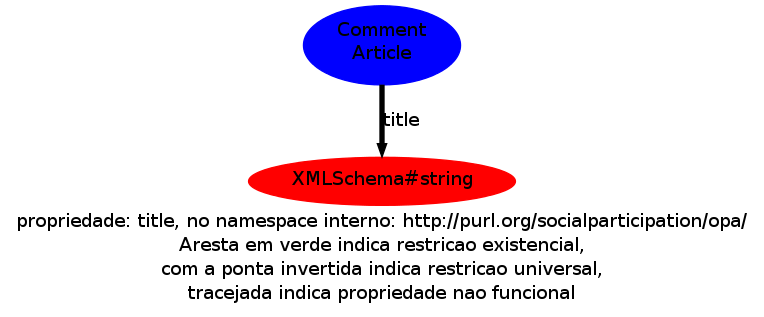 Comment
Article
title
XMLSchema#string
propriedade: title, no namespace interno: http://purl.org/socialparticipation/opa/
Aresta em verde indica restricao existencial,
com a ponta invertida indica restricao universal,
tracejada indica propriedade nao funcional